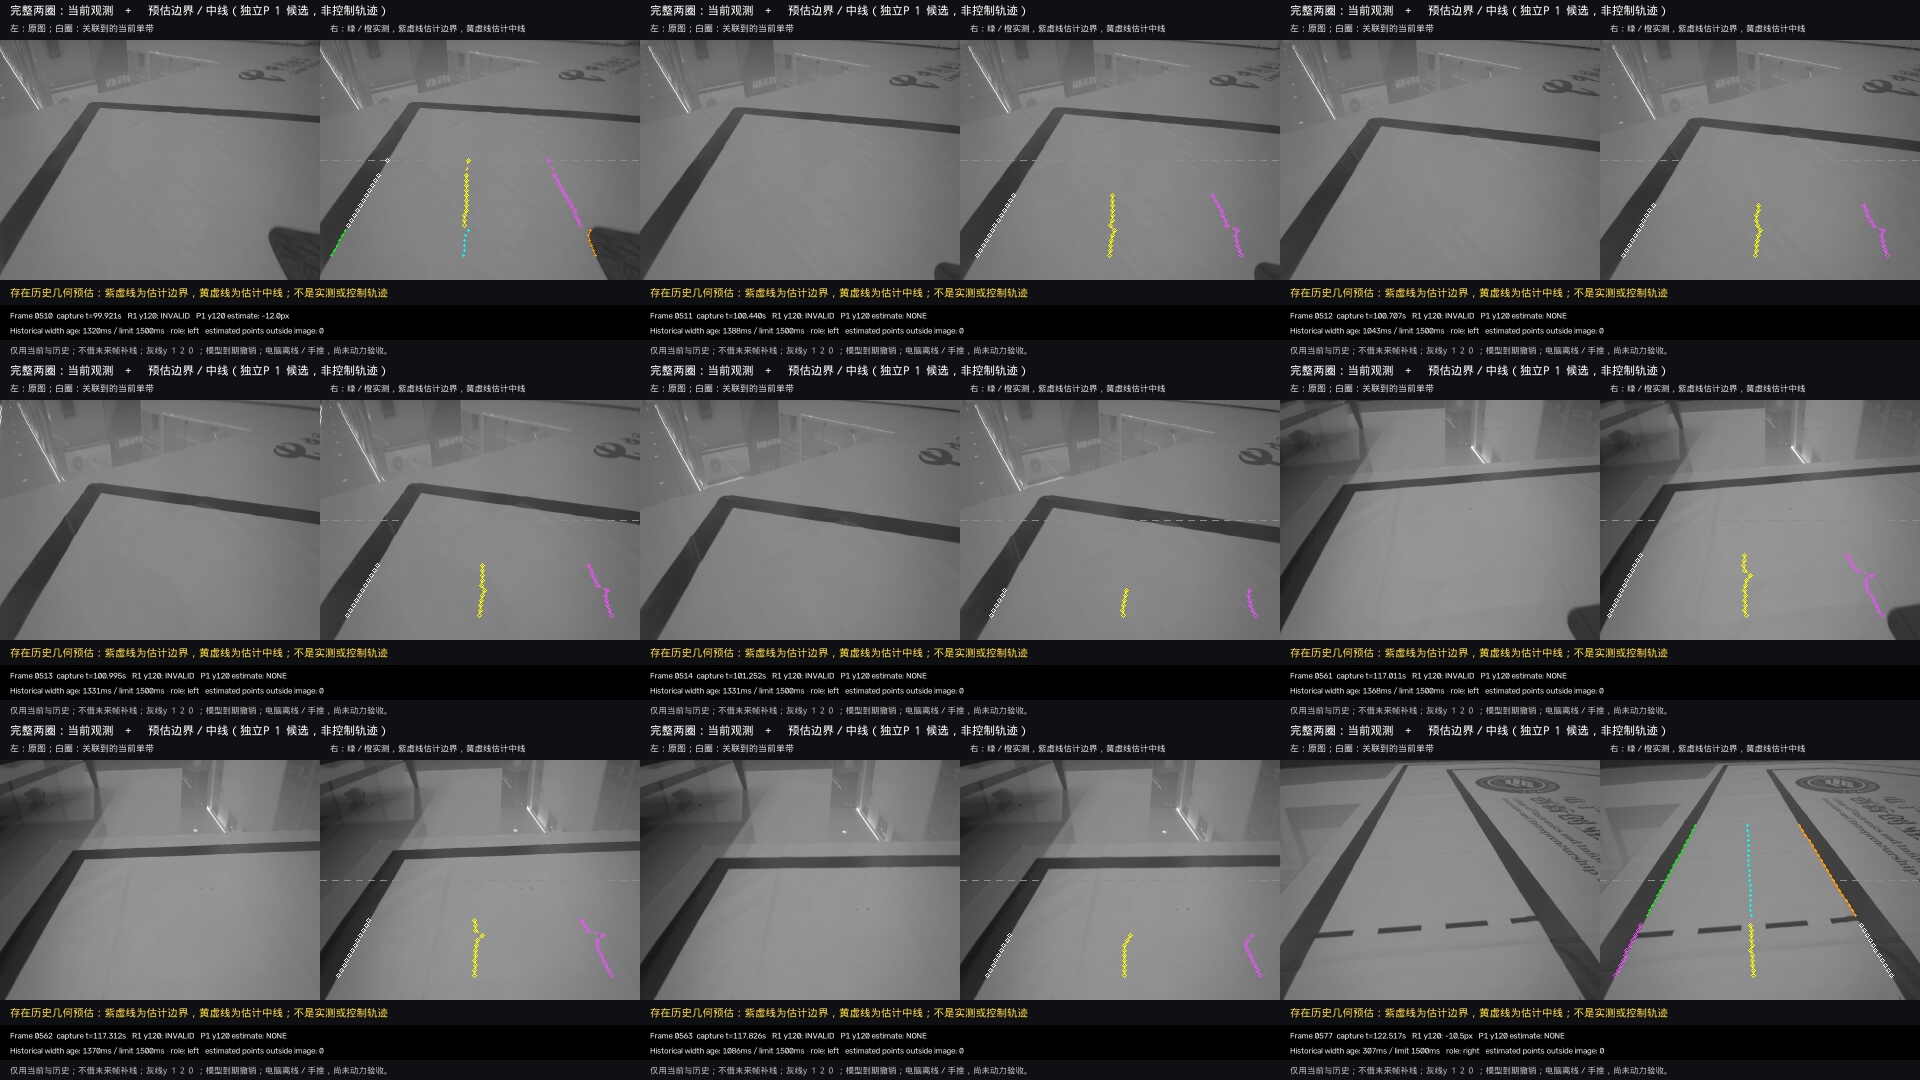 完整两圈：当前观测 + 预估边界/中线（独立P1候选，非控制轨迹）
左：原图；白圈：关联到的当前单带
右：绿/橙实测，紫虚线估计边界，黄虚线估计中线
存在历史几何预估：紫虚线为估计边界，黄虚线为估计中线；不是实测或控制轨迹
Frame 0510 capture t=99.921s R1 y120: INVALID P1 y120 estimate: -12.0px
Historical width age: 1320ms / limit 1500ms role: left estimated points outside image: 0
仅用当前与历史；不借未来帧补线；灰线y120；模型到期撤销；电脑离线/手推，尚未动力验收。
完整两圈：当前观测 + 预估边界/中线（独立P1候选，非控制轨迹）
左：原图；白圈：关联到的当前单带
右：绿/橙实测，紫虚线估计边界，黄虚线估计中线
存在历史几何预估：紫虚线为估计边界，黄虚线为估计中线；不是实测或控制轨迹
Frame 0511 capture t=100.440s R1 y120: INVALID P1 y120 estimate: NONE
Historical width age: 1388ms / limit 1500ms role: left estimated points outside image: 0
仅用当前与历史；不借未来帧补线；灰线y120；模型到期撤销；电脑离线/手推，尚未动力验收。
完整两圈：当前观测 + 预估边界/中线（独立P1候选，非控制轨迹）
左：原图；白圈：关联到的当前单带
右：绿/橙实测，紫虚线估计边界，黄虚线估计中线
存在历史几何预估：紫虚线为估计边界，黄虚线为估计中线；不是实测或控制轨迹
Frame 0512 capture t=100.707s R1 y120: INVALID P1 y120 estimate: NONE
Historical width age: 1043ms / limit 1500ms role: left estimated points outside image: 0
仅用当前与历史；不借未来帧补线；灰线y120；模型到期撤销；电脑离线/手推，尚未动力验收。
完整两圈：当前观测 + 预估边界/中线（独立P1候选，非控制轨迹）
左：原图；白圈：关联到的当前单带
右：绿/橙实测，紫虚线估计边界，黄虚线估计中线
存在历史几何预估：紫虚线为估计边界，黄虚线为估计中线；不是实测或控制轨迹
Frame 0513 capture t=100.995s R1 y120: INVALID P1 y120 estimate: NONE
Historical width age: 1331ms / limit 1500ms role: left estimated points outside image: 0
仅用当前与历史；不借未来帧补线；灰线y120；模型到期撤销；电脑离线/手推，尚未动力验收。
完整两圈：当前观测 + 预估边界/中线（独立P1候选，非控制轨迹）
左：原图；白圈：关联到的当前单带
右：绿/橙实测，紫虚线估计边界，黄虚线估计中线
存在历史几何预估：紫虚线为估计边界，黄虚线为估计中线；不是实测或控制轨迹
Frame 0514 capture t=101.252s R1 y120: INVALID P1 y120 estimate: NONE
Historical width age: 1331ms / limit 1500ms role: left estimated points outside image: 0
仅用当前与历史；不借未来帧补线；灰线y120；模型到期撤销；电脑离线/手推，尚未动力验收。
完整两圈：当前观测 + 预估边界/中线（独立P1候选，非控制轨迹）
左：原图；白圈：关联到的当前单带
右：绿/橙实测，紫虚线估计边界，黄虚线估计中线
存在历史几何预估：紫虚线为估计边界，黄虚线为估计中线；不是实测或控制轨迹
Frame 0561 capture t=117.011s R1 y120: INVALID P1 y120 estimate: NONE
Historical width age: 1368ms / limit 1500ms role: left estimated points outside image: 0
仅用当前与历史；不借未来帧补线；灰线y120；模型到期撤销；电脑离线/手推，尚未动力验收。
完整两圈：当前观测 + 预估边界/中线（独立P1候选，非控制轨迹）
左：原图；白圈：关联到的当前单带
右：绿/橙实测，紫虚线估计边界，黄虚线估计中线
存在历史几何预估：紫虚线为估计边界，黄虚线为估计中线；不是实测或控制轨迹
Frame 0562 capture t=117.312s R1 y120: INVALID P1 y120 estimate: NONE
Historical width age: 1370ms / limit 1500ms role: left estimated points outside image: 0
仅用当前与历史；不借未来帧补线；灰线y120；模型到期撤销；电脑离线/手推，尚未动力验收。
完整两圈：当前观测 + 预估边界/中线（独立P1候选，非控制轨迹）
左：原图；白圈：关联到的当前单带
右：绿/橙实测，紫虚线估计边界，黄虚线估计中线
存在历史几何预估：紫虚线为估计边界，黄虚线为估计中线；不是实测或控制轨迹
Frame 0563 capture t=117.826s R1 y120: INVALID P1 y120 estimate: NONE
Historical width age: 1086ms / limit 1500ms role: left estimated points outside image: 0
仅用当前与历史；不借未来帧补线；灰线y120；模型到期撤销；电脑离线/手推，尚未动力验收。
完整两圈：当前观测 + 预估边界/中线（独立P1候选，非控制轨迹）
左：原图；白圈：关联到的当前单带
右：绿/橙实测，紫虚线估计边界，黄虚线估计中线
存在历史几何预估：紫虚线为估计边界，黄虚线为估计中线；不是实测或控制轨迹
Frame 0577 capture t=122.517s R1 y120: -10.5px P1 y120 estimate: NONE
Historical width age: 307ms / limit 1500ms role: right estimated points outside image: 0
仅用当前与历史；不借未来帧补线；灰线y120；模型到期撤销；电脑离线/手推，尚未动力验收。